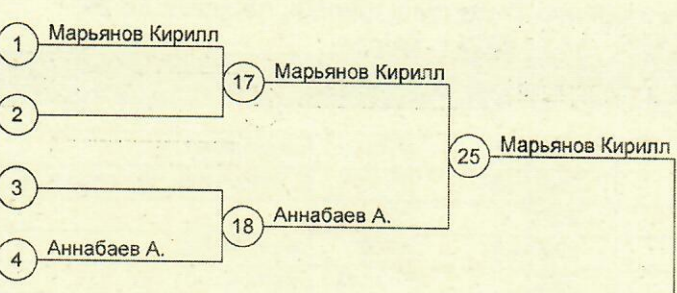 1 Марьянов Кирилл
17 Марьянов Кирилл
2
25 Марьянов Кирилл
3
18 Аннабаев А.
4 Аннабаев А.